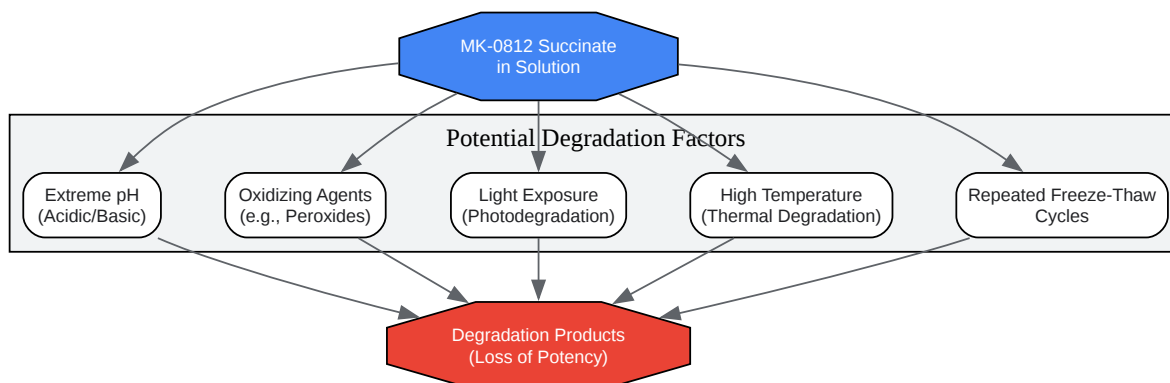 MK-0812 Succinate
in Solution
Potential Degradation Factors
Extreme pH
(Acidic/Basic)
Oxidizing Agents
(e.g., Peroxides)
Light Exposure
(Photodegradation)
High Temperature
(Thermal Degradation)
Repeated Freeze-Thaw
Cycles
Degradation Products
(Loss of Potency)